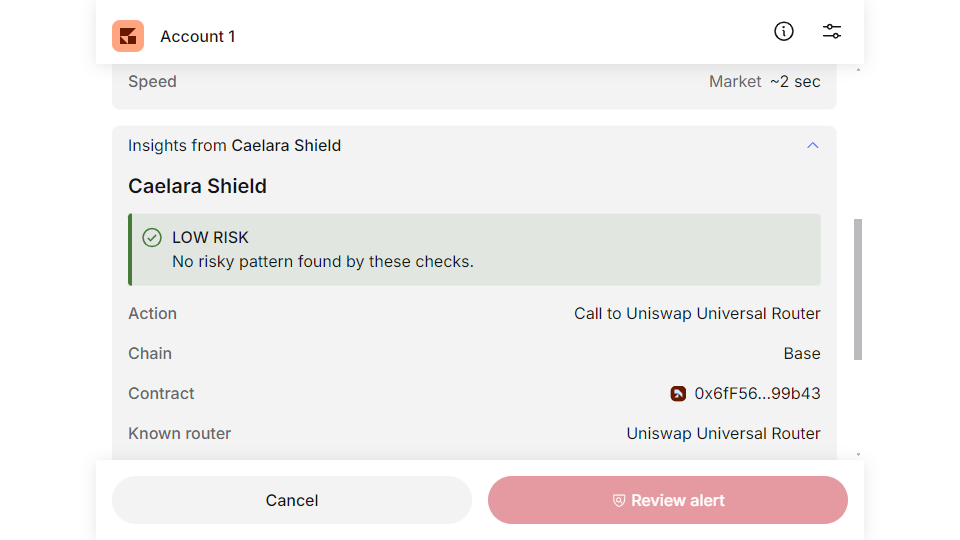 Account 1
Speed
Market ~2 sec
Insights from Caelara Shield
Caelara Shield
LOW RISK
No risky pattern found by these checks.
Action
Call to Uniswap Universal Router
Chain
Base
Contract
0x6fF56...99b43
Known router
Uniswap Universal Router
Cancel
Review alert